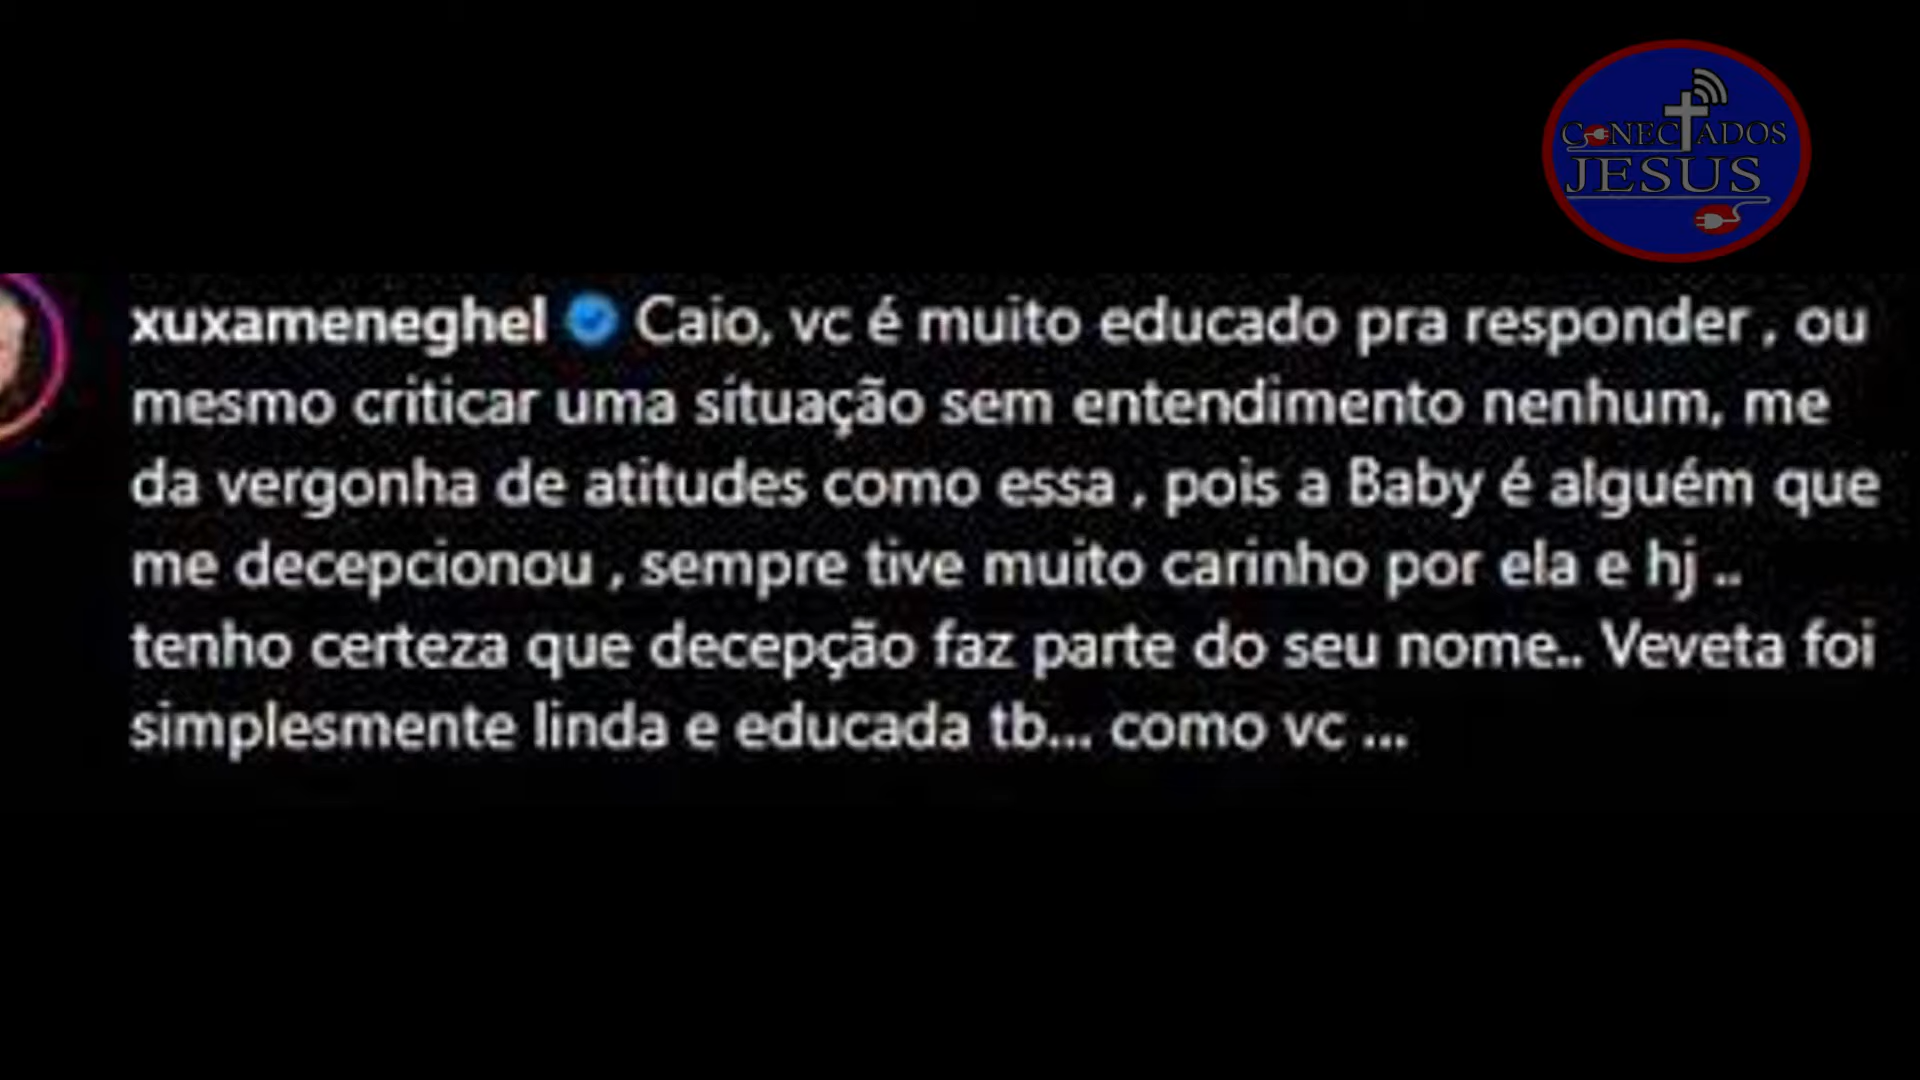 CONECTADOS
JESUS
xuxameneghel Caio, vc é muito educado pra responder , ou
mesmo criticar uma situação sem entendimento nenhum, me
da vergonha de atitudes como essa , pois a Baby é alguém que
me decepcionou , sempre tive muito carinho por ela e hj ..
tenho certeza que decepção faz parte do seu nome.. Veveta foi
simplesmente linda e educada tb... como vc ...